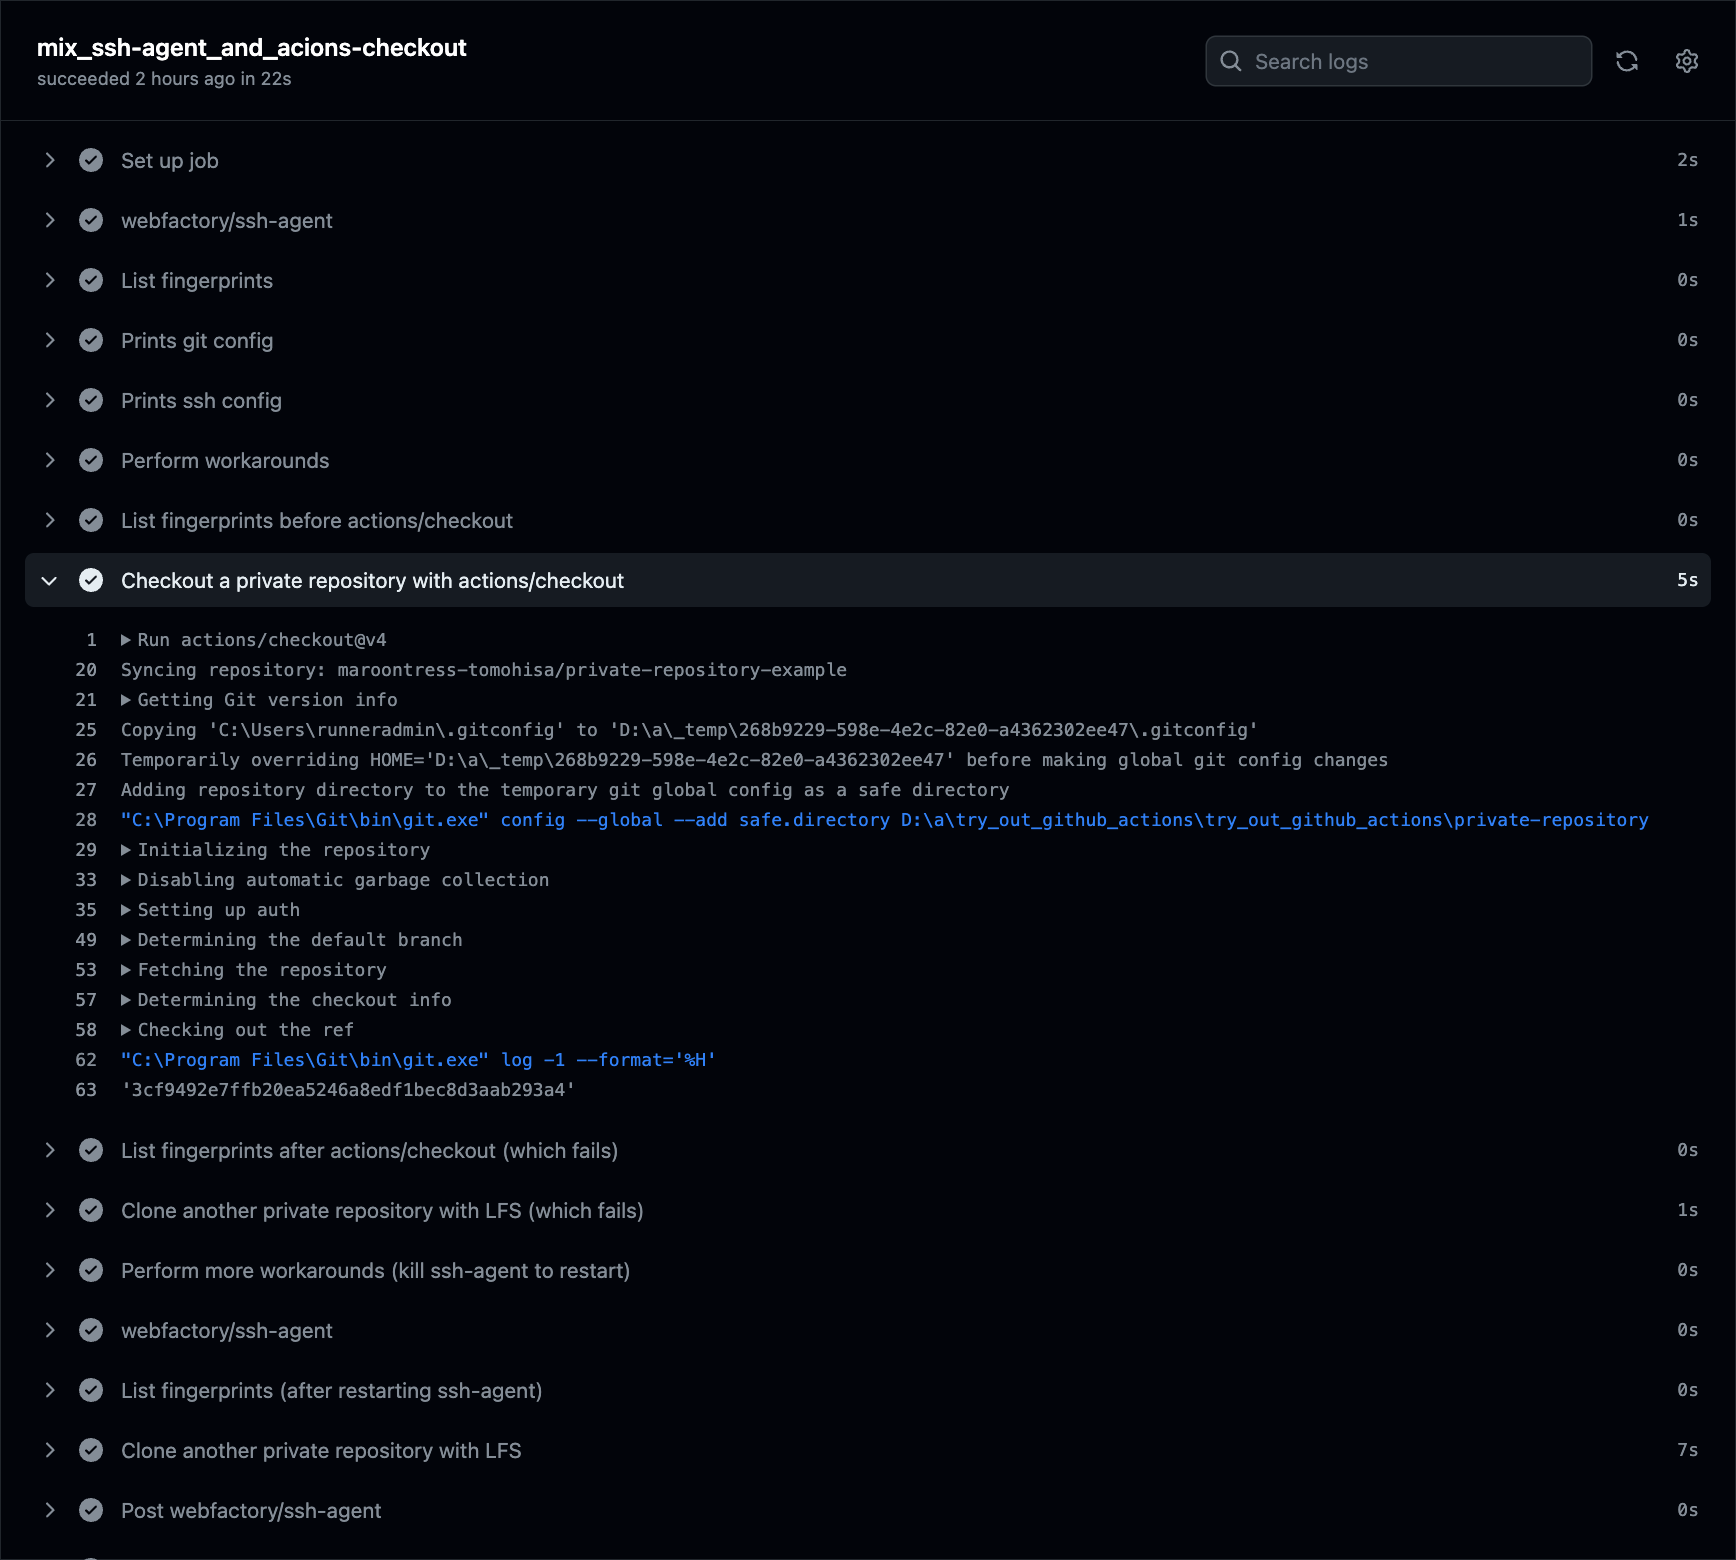 mix_ssh-agent_and_acions-checkout
succeeded 2 hours ago in 22s
Search logs
Set up job 2s
webfactory/ssh-agent 1s
List fingerprints 0s
Prints git config 0s
Prints ssh config 0s
Perform workarounds 0s
List fingerprints before actions/checkout 0s
Checkout a private repository with actions/checkout 5s
1 Run actions/checkout@v4
20 Syncing repository: maroontress-tomohisa/private-repository-example
21 Getting Git version info
25 Copying 'C:\Users\runneradmin\.gitconfig' to 'D:\a\_temp\268b9229-598e-4e2c-82e0-a4362302ee47\.gitconfig'
26 Temporarily overriding HOME='D:\a\_temp\268b9229-598e-4e2c-82e0-a4362302ee47' before making global git config changes
27 Adding repository directory to the temporary git global config as a safe directory
28 "C:\Program Files\Git\bin\git.exe" config --global --add safe.directory D:\a\try_out_github_actions\try_out_github_actions\private-repository
29 Initializing the repository
33 Disabling automatic garbage collection
35 Setting up auth
49 Determining the default branch
53 Fetching the repository
57 Determining the checkout info
58 Checking out the ref
62 "C:\Program Files\Git\bin\git.exe" log -1 --format='%H'
63 '3cf9492e7ffb20ea5246a8edf1bec8d3aab293a4'
List fingerprints after actions/checkout (which fails) 0s
Clone another private repository with LFS (which fails) 1s
Perform more workarounds (kill ssh-agent to restart) 0s
webfactory/ssh-agent 0s
List fingerprints (after restarting ssh-agent) 0s
Clone another private repository with LFS 7s
Post webfactory/ssh-agent 0s